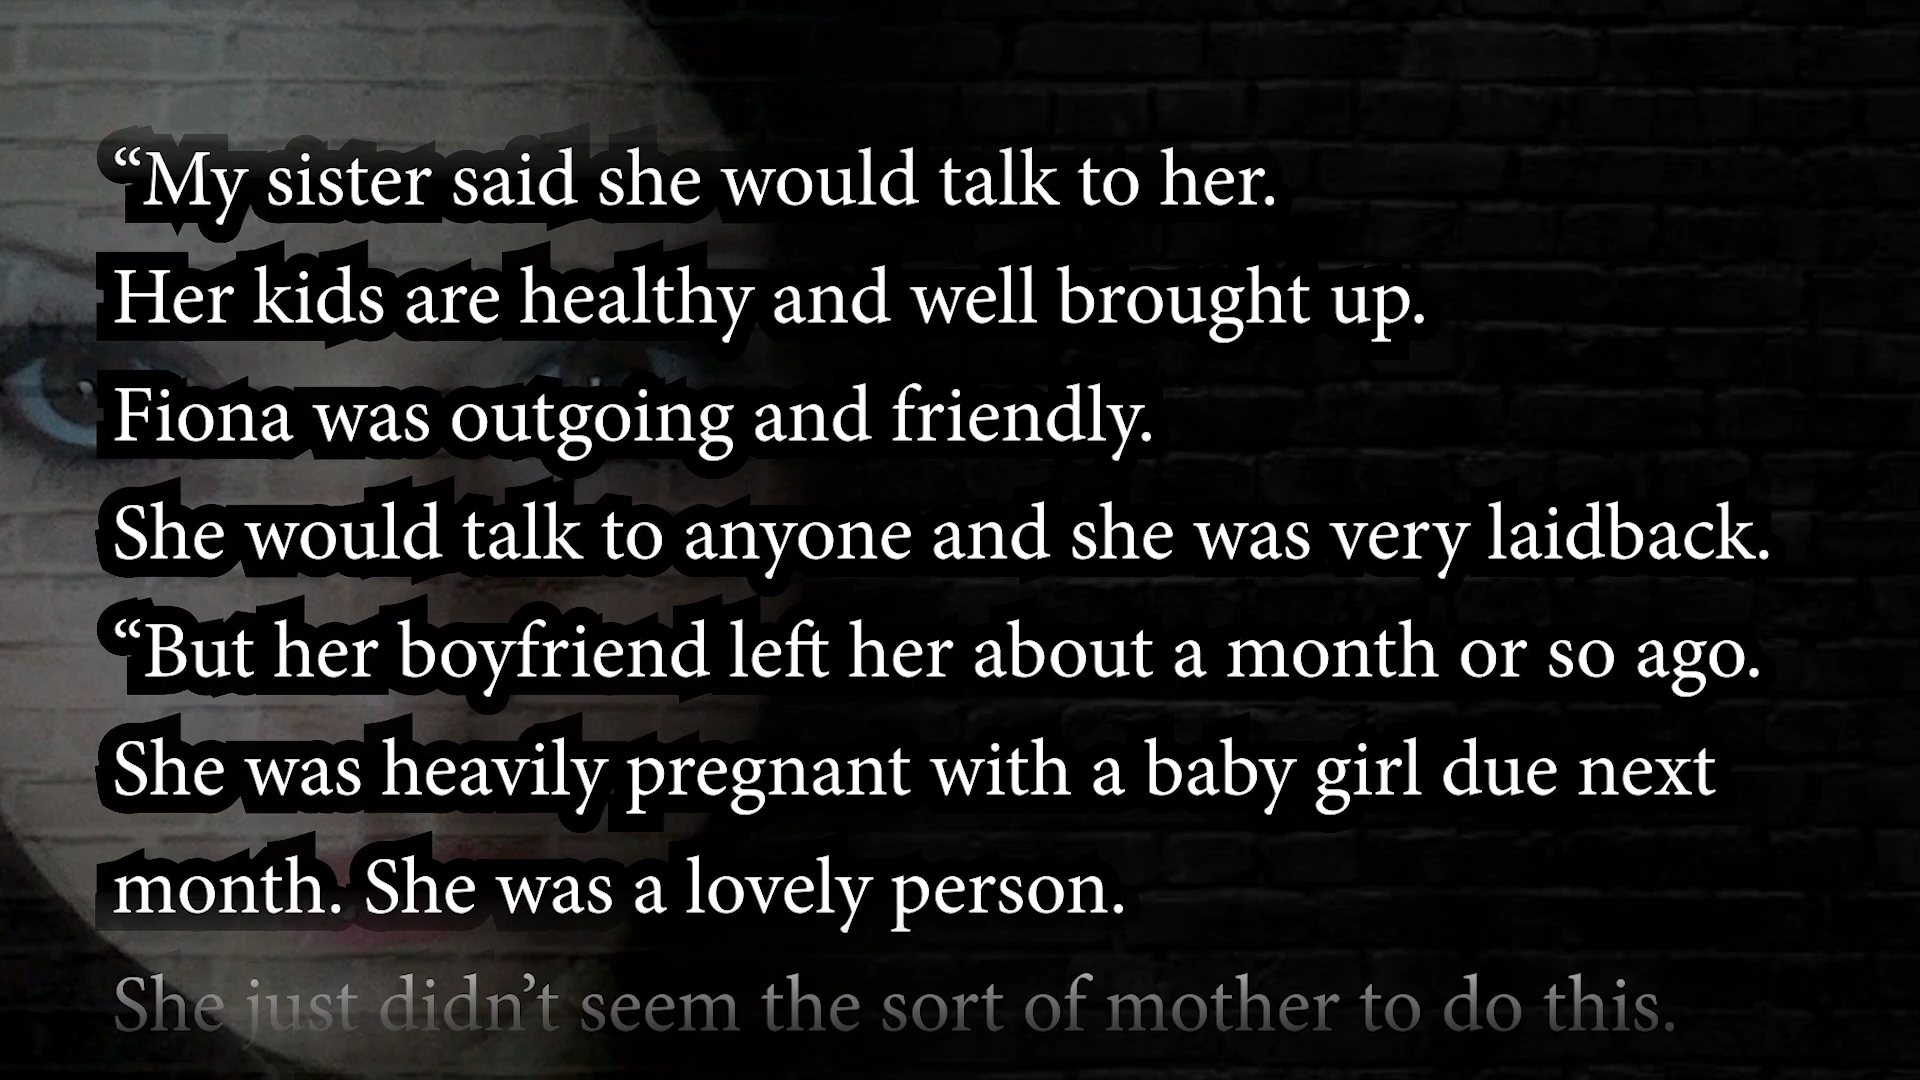 “My sister said she would talk to her.
Her kids are healthy and well brought up.
Fiona was outgoing and friendly.
She would talk to anyone and she was very laidback.
“But her boyfriend left her about a month or so ago.
She was heavily pregnant with a baby girl due next
month. She was a lovely person.
She just didn’t seem the sort of mother to do this.